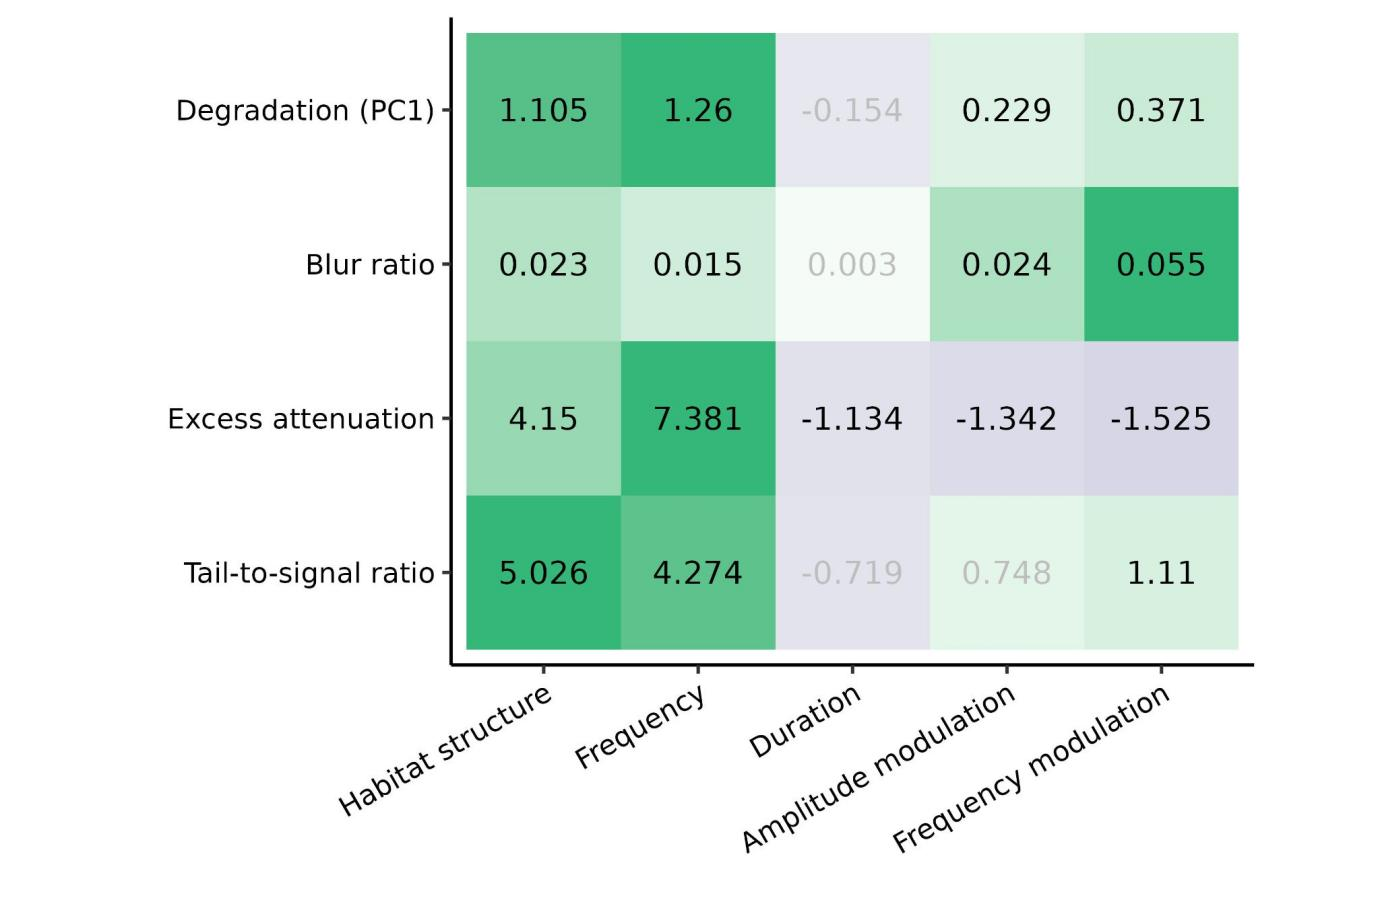 Degradation (PC1) 1.105 1.26 -0.154 0.229 0.371
Blur ratio 0.023 0.015 0.003 0.024 0.055
Excess attenuation 4.15 7.381 -1.134 -1.342 -1.525
Tail-to-signal ratio 5.026 4.274 -0.719 0.748 1.11
Habitat structure
Frequency
Duration
Amplitude modulation
Frequency modulation